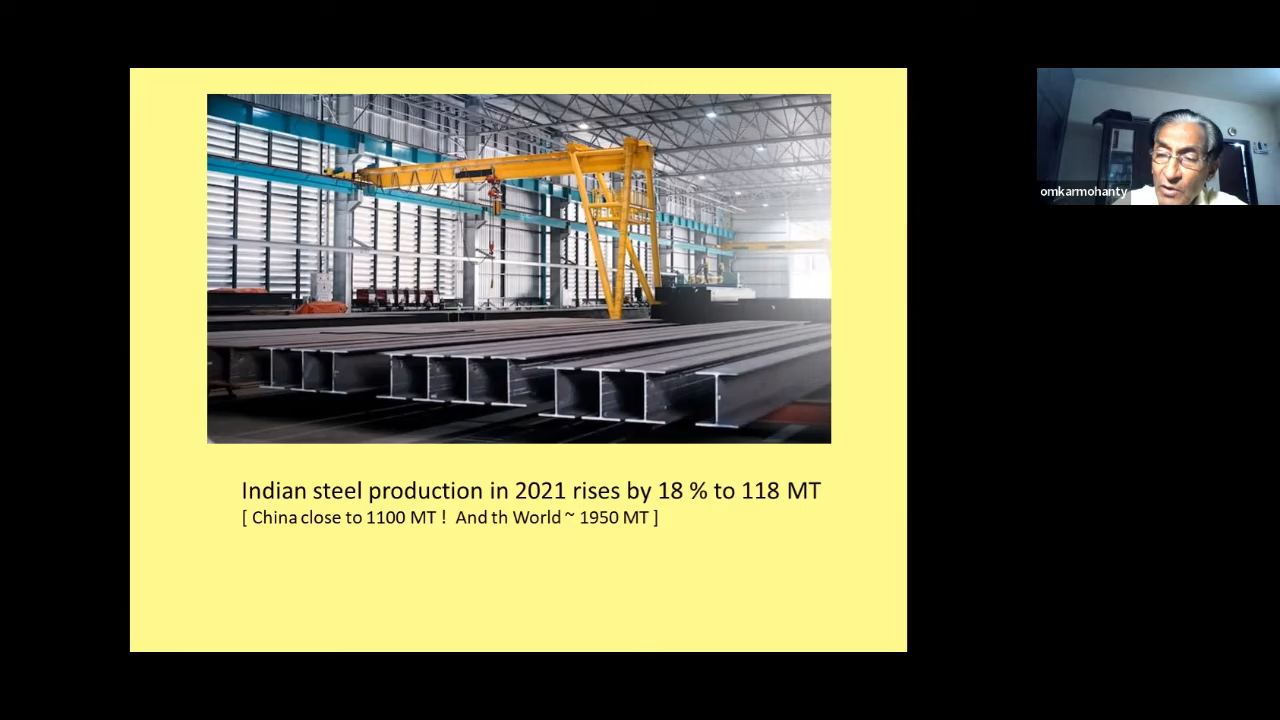 omkarmohanty
Indian steel production in 2021 rises by 18 % to 118 MT
[ China close to 1100 MT ! And th World ~ 1950 MT ]